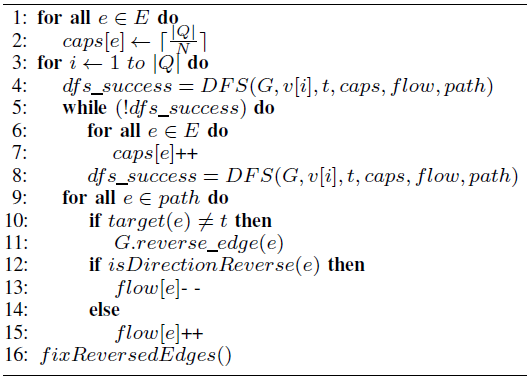 1: for all e ∈ E do
2: caps[e] ← ⌈|Q|/N⌉
3: for i ← 1 to |Q| do
4: dfs_success = DFS(G, v[i], t, caps, flow, path)
5: while (!dfs_success) do
6: for all e ∈ E do
7: caps[e]++
8: dfs_success = DFS(G, v[i], t, caps, flow, path)
9: for all e ∈ path do
10: if target(e) ≠ t then
11: G.reverse_edge(e)
12: if isDirectionReverse(e) then
13: flow[e]- -
14: else
15: flow[e]++
16: fixReversedEdges()